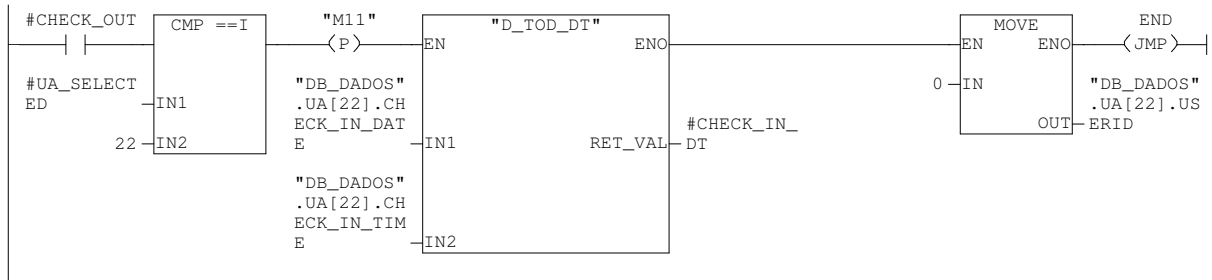 #CHECK_OUT
CMP ==I
#UA_SELECT
ED
IN1
22
IN2
"M11"
P
"D_TOD_DT"
EN
ENO
"DB_DADOS"
.UA[22].CH
ECK_IN_DAT
E
IN1
"DB_DADOS"
.UA[22].CH
ECK_IN_TIM
E
IN2
RET_VAL
#CHECK_IN_
DT
MOVE
EN
ENO
0
IN
OUT
END
JMP
"DB_DADOS"
.UA[22].US
ERID